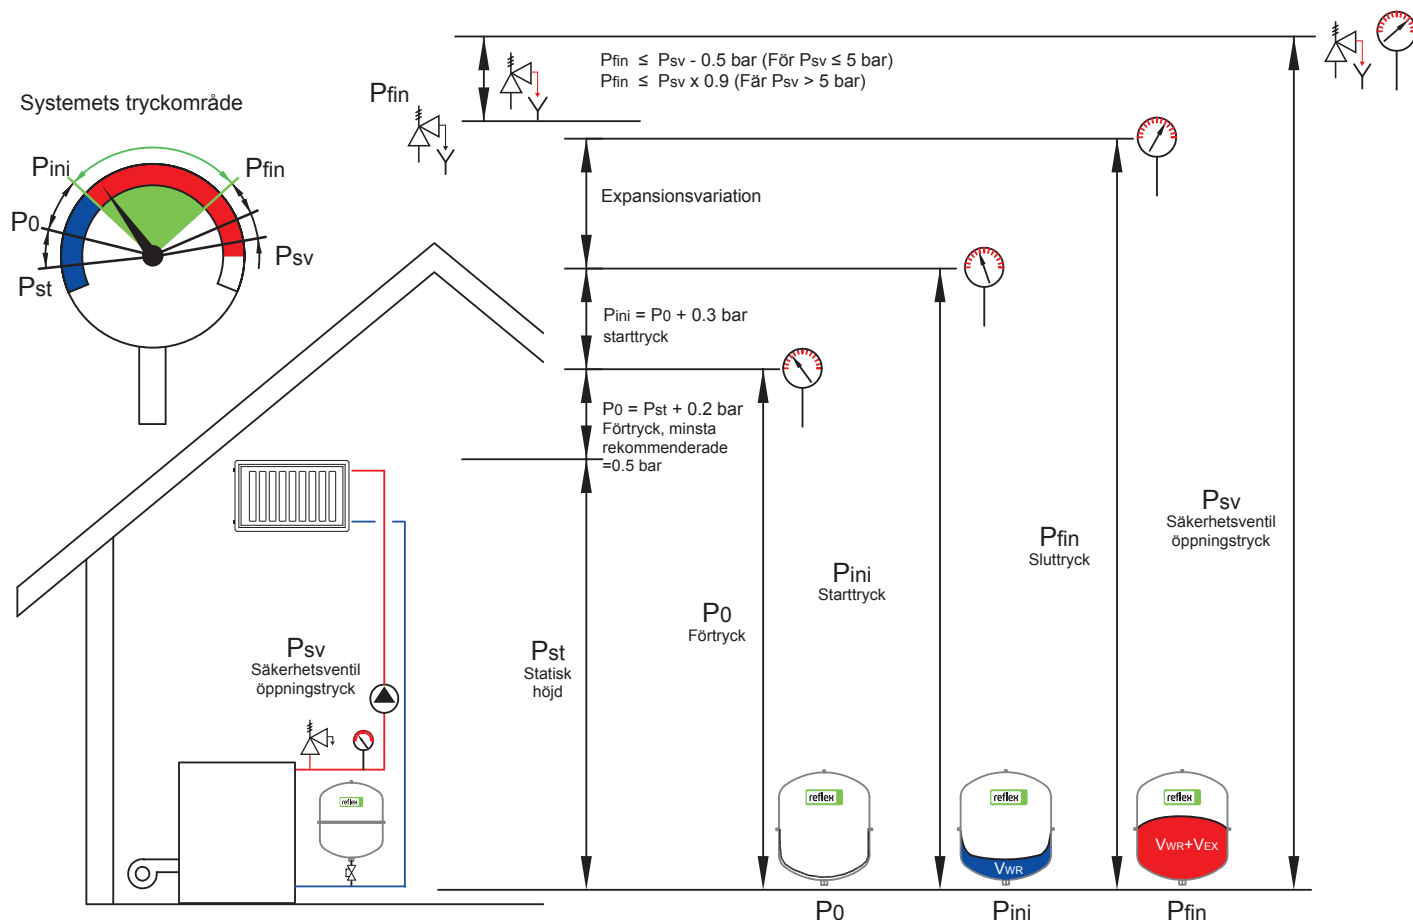 Pfin ≤ Psv - 0.5 bar (För Psv ≤ 5 bar)
Pfin ≤ Psv x 0.9 (Fär Psv > 5 bar)
Pfin
Systemets tryckområde
Pini
Pfin
P0
Psv
Pst
Expansionsvariation
Pini = P0 + 0.3 bar
starttryck
P0 = Pst + 0.2 bar
Förtryck, minsta
rekommenderade
=0.5 bar
Psv
Säkerhetsventil
öppningstryck
Pfin
Sluttryck
Pini
Starttryck
P0
Förtryck
Pst
Statisk
höjd
Psv
Säkerhetsventil
öppningstryck
reflex
reflex
reflex
reflex
VWR
VWR+VEX
P0
Pini
Pfin